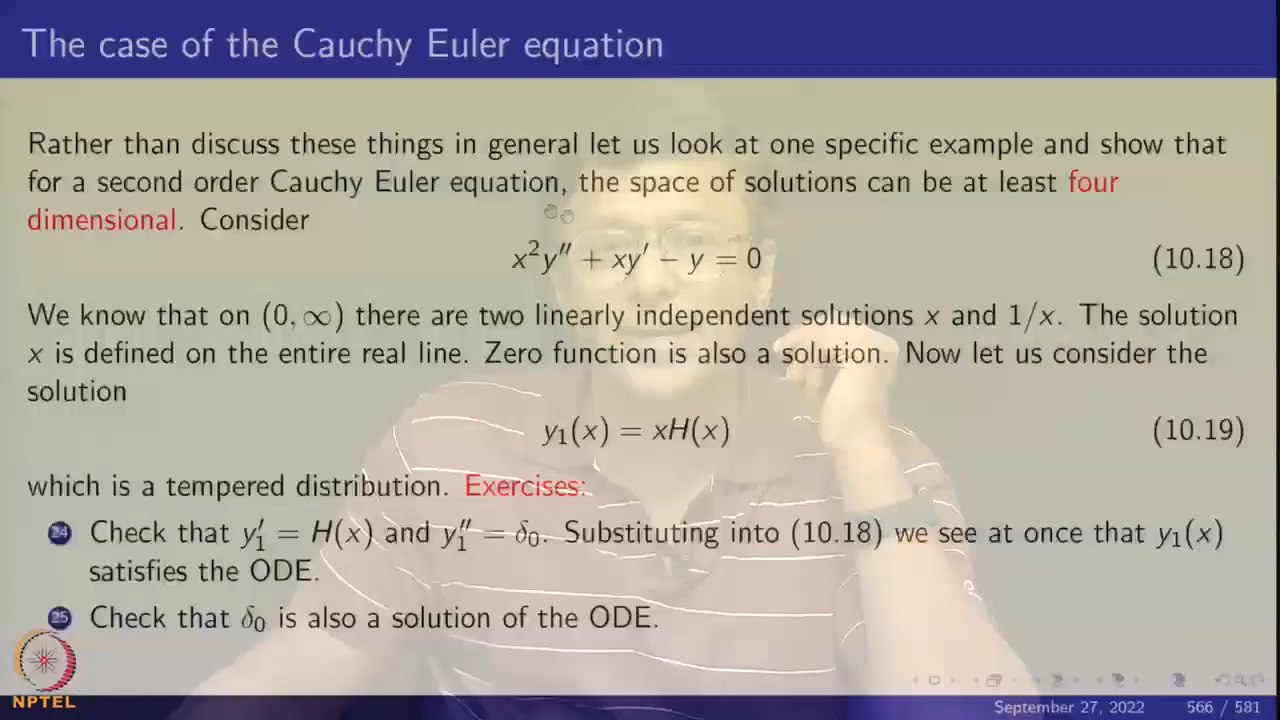 The case of the Cauchy Euler equation
Rather than discuss these things in general let us look at one specific example and show that
for a second order Cauchy Euler equation, the space of solutions can be at least four
dimensional. Consider
x²y″ + xy′ − y = 0 (10.18)
We know that on (0, ∞) there are two linearly independent solutions x and 1/x. The solution
x is defined on the entire real line. Zero function is also a solution. Now let us consider the
solution
y₁(x) = xH(x) (10.19)
which is a tempered distribution. Exercises:
24 Check that y₁′ = H(x) and y₁″ = δ₀. Substituting into (10.18) we see at once that y₁(x)
satisfies the ODE.
25 Check that δ₀ is also a solution of the ODE.
NPTEL
September 27, 2022 566 / 581